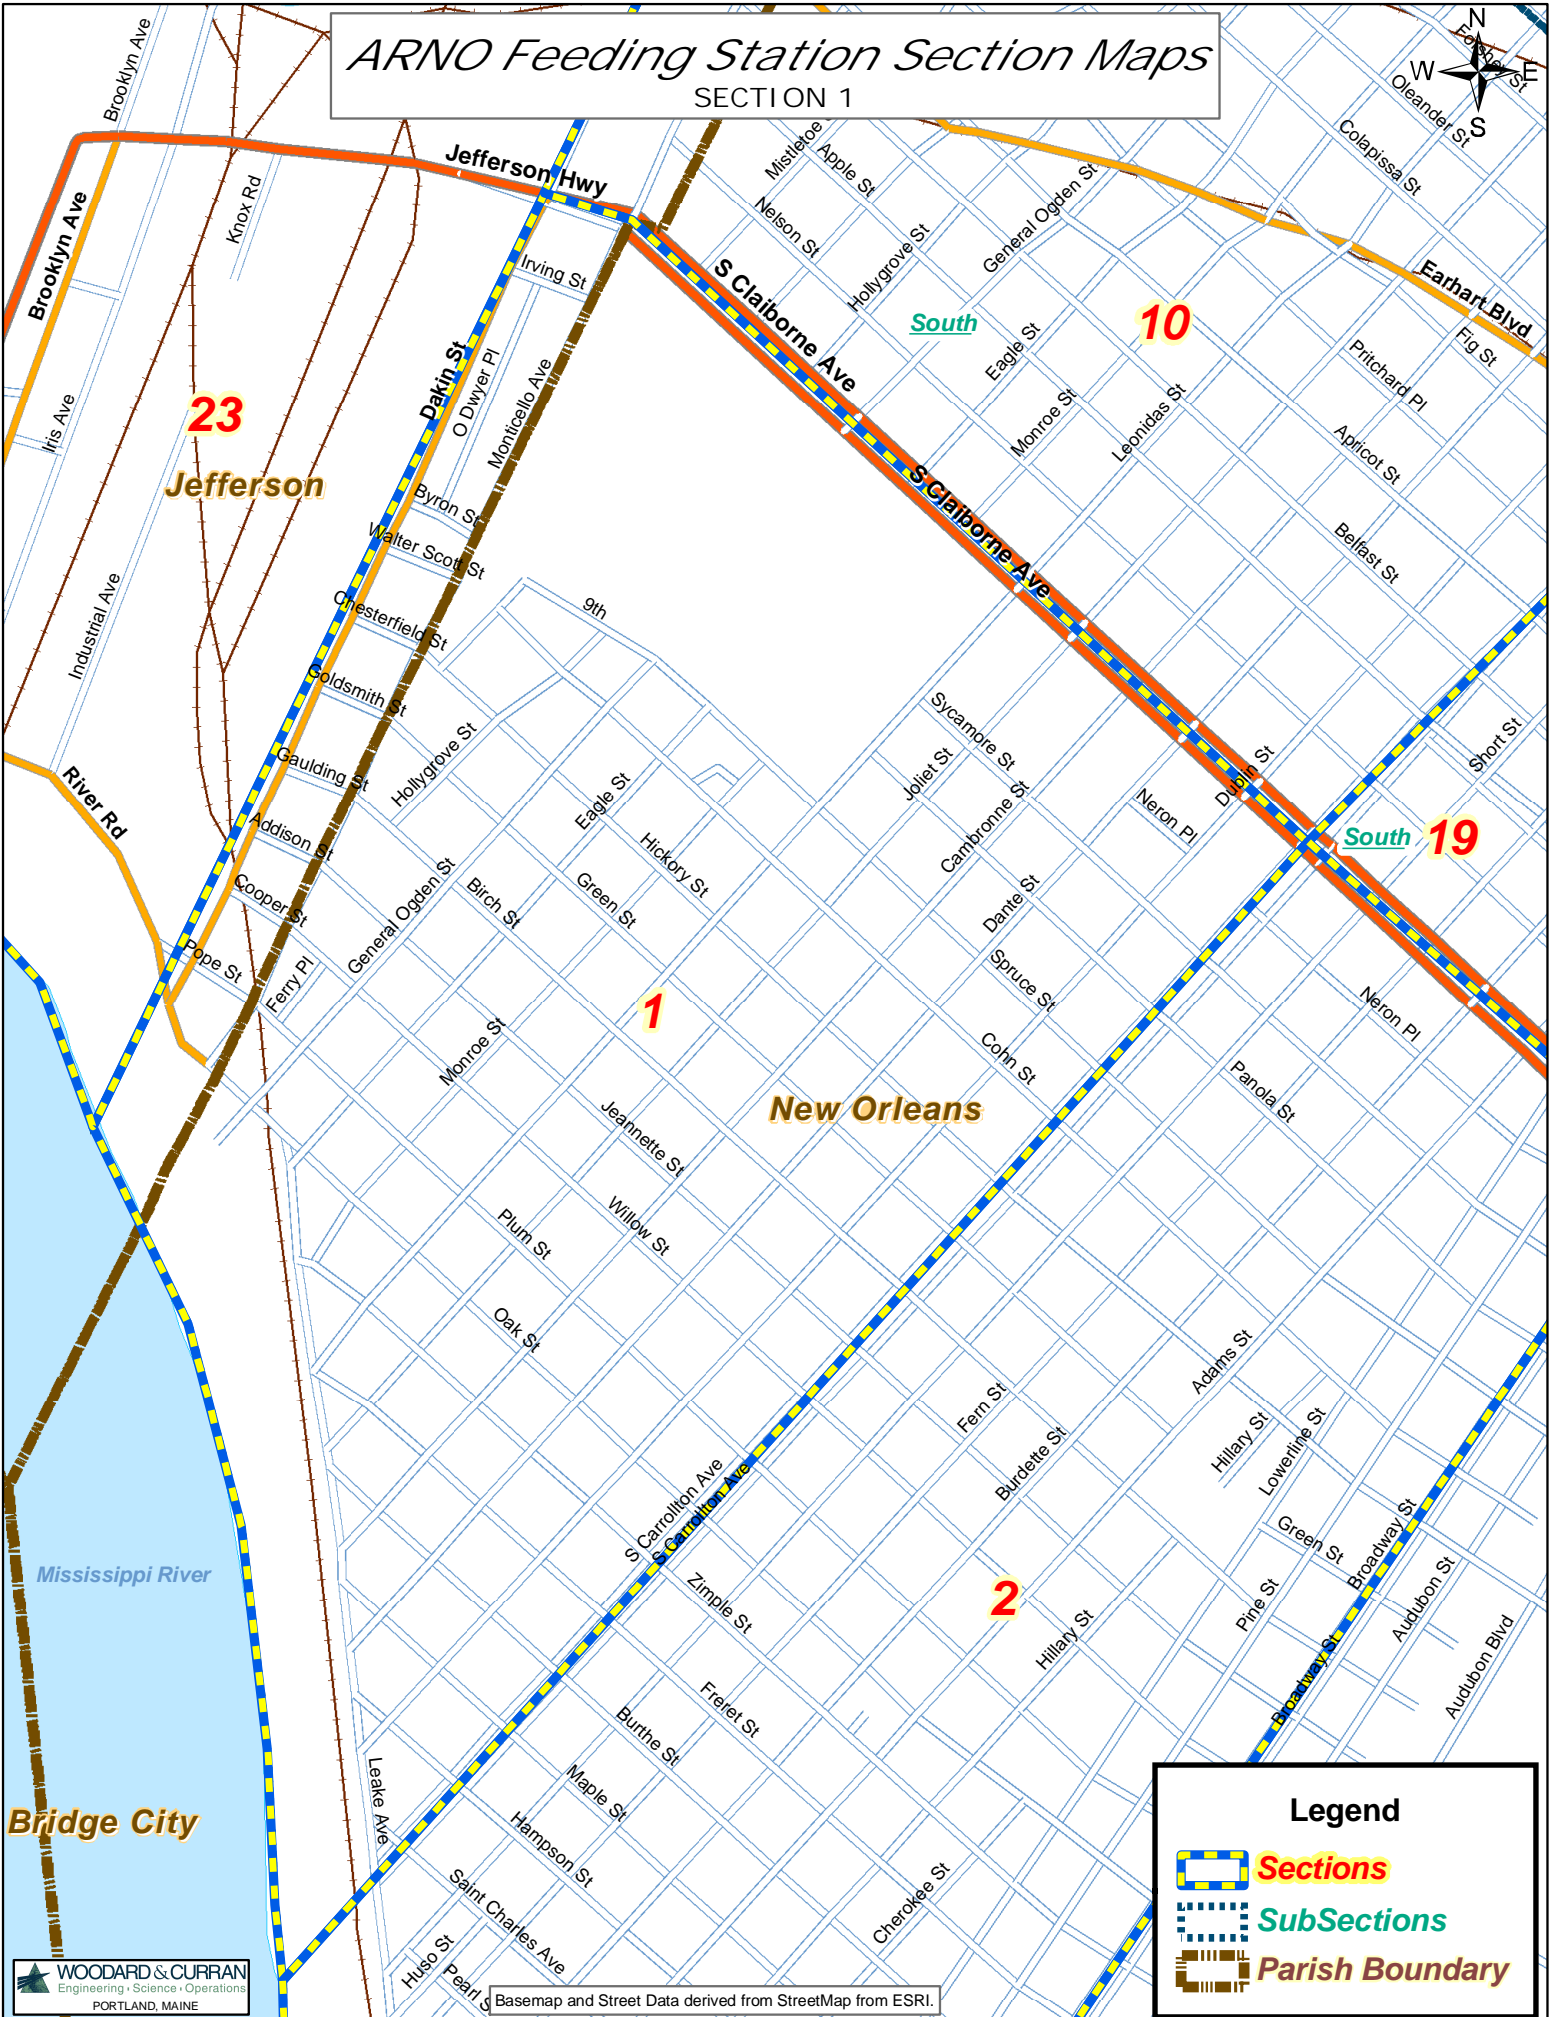 ARNO Feeding Station Section Maps
SECTION 1
N
W
E
S
Brooklyn Ave
Jefferson Hwy
Mistletoe
Apple St
Oleander St
Colapissa St
Knox Rd
Brooklyn Ave
Nelson St
Hollygrove St
General Ogden St
Irving St
S Claiborne Ave
South
10
Earhart Blvd
Fig St
Eagle St
Pritchard Pl
Dakin St
O Dwyer Pl
Monticello Ave
23
Iris Ave
Monroe St
Leonidas St
Apricot St
Jefferson
Byron St
S Claiborne Ave
Walter Scott St
Belfast St
9th
Chesterfield St
Industrial Ave
Goldsmith St
Sycamore St
Short St
Hollygrove St
Gaulding St
Joliet St
Dublin St
River Rd
Eagle St
Cambronne St
Neron Pl
Addison St
Hickory St
South
19
Cooper St
General Ogden St
Birch St
Green St
Dante St
Pope St
Ferry Pl
Spruce St
1
Neron Pl
Monroe St
Cohn St
Panola St
New Orleans
Jeannette St
Plum St
Willow St
Oak St
Adams St
Fern St
Hillary St
Lowerline St
Burdette St
S Carrollton Ave
S Carrollton Ave
Green St
Broadway St
Mississippi River
Zimple St
2
Pine St
Audubon St
Hillary St
Broadway St
Audubon Blvd
Freret St
Burthe St
Leake Ave
Maple St
Bridge City
Hampson St
Saint Charles Ave
Cherokee St
Huso St
Pearl S
Legend
Sections
SubSections
Parish Boundary
WOODARD & CURRAN
Engineering · Science · Operations
PORTLAND, MAINE
Basemap and Street Data derived from StreetMap from ESRI.